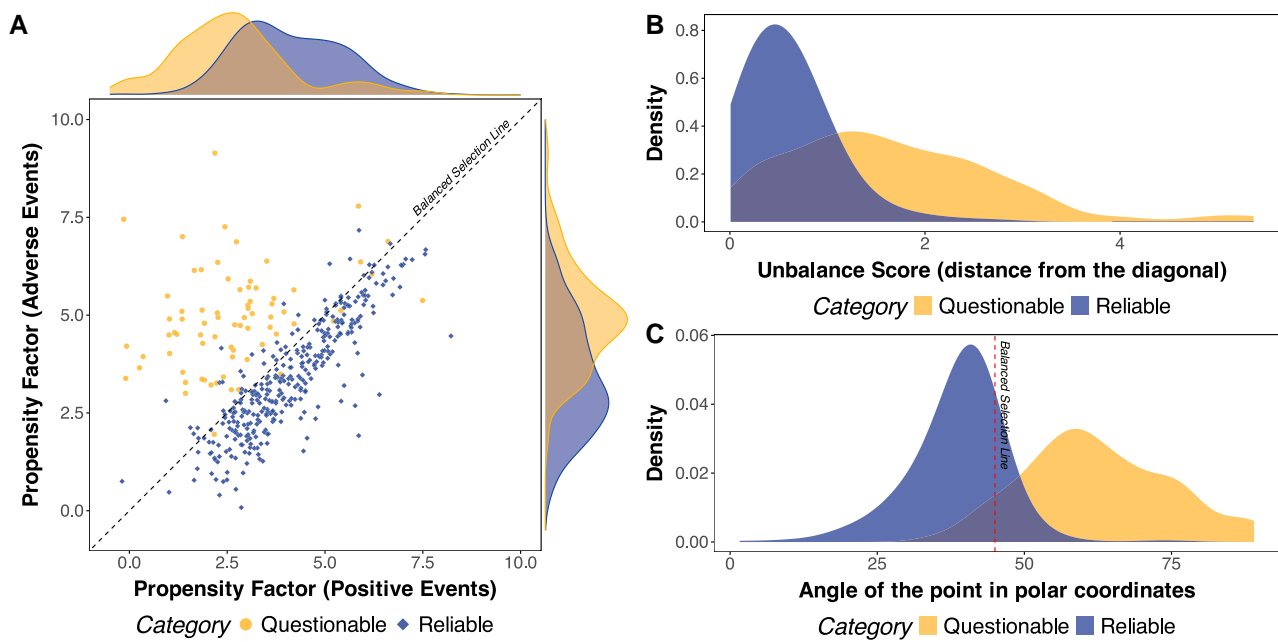 A
Propensity Factor (Adverse Events)
10.0
7.5
5.0
2.5
0.0
Balanced Selection Line
0.0 2.5 5.0 7.5 10.0
Propensity Factor (Positive Events)
Category Questionable Reliable
B
Density
0.8
0.6
0.4
0.2
0.0
0 2 4
Unbalance Score (distance from the diagonal)
Category Questionable Reliable
C
Density
0.06
0.04
0.02
0.00
Balanced Selection Line
0 25 50 75
Angle of the point in polar coordinates
Category Questionable Reliable